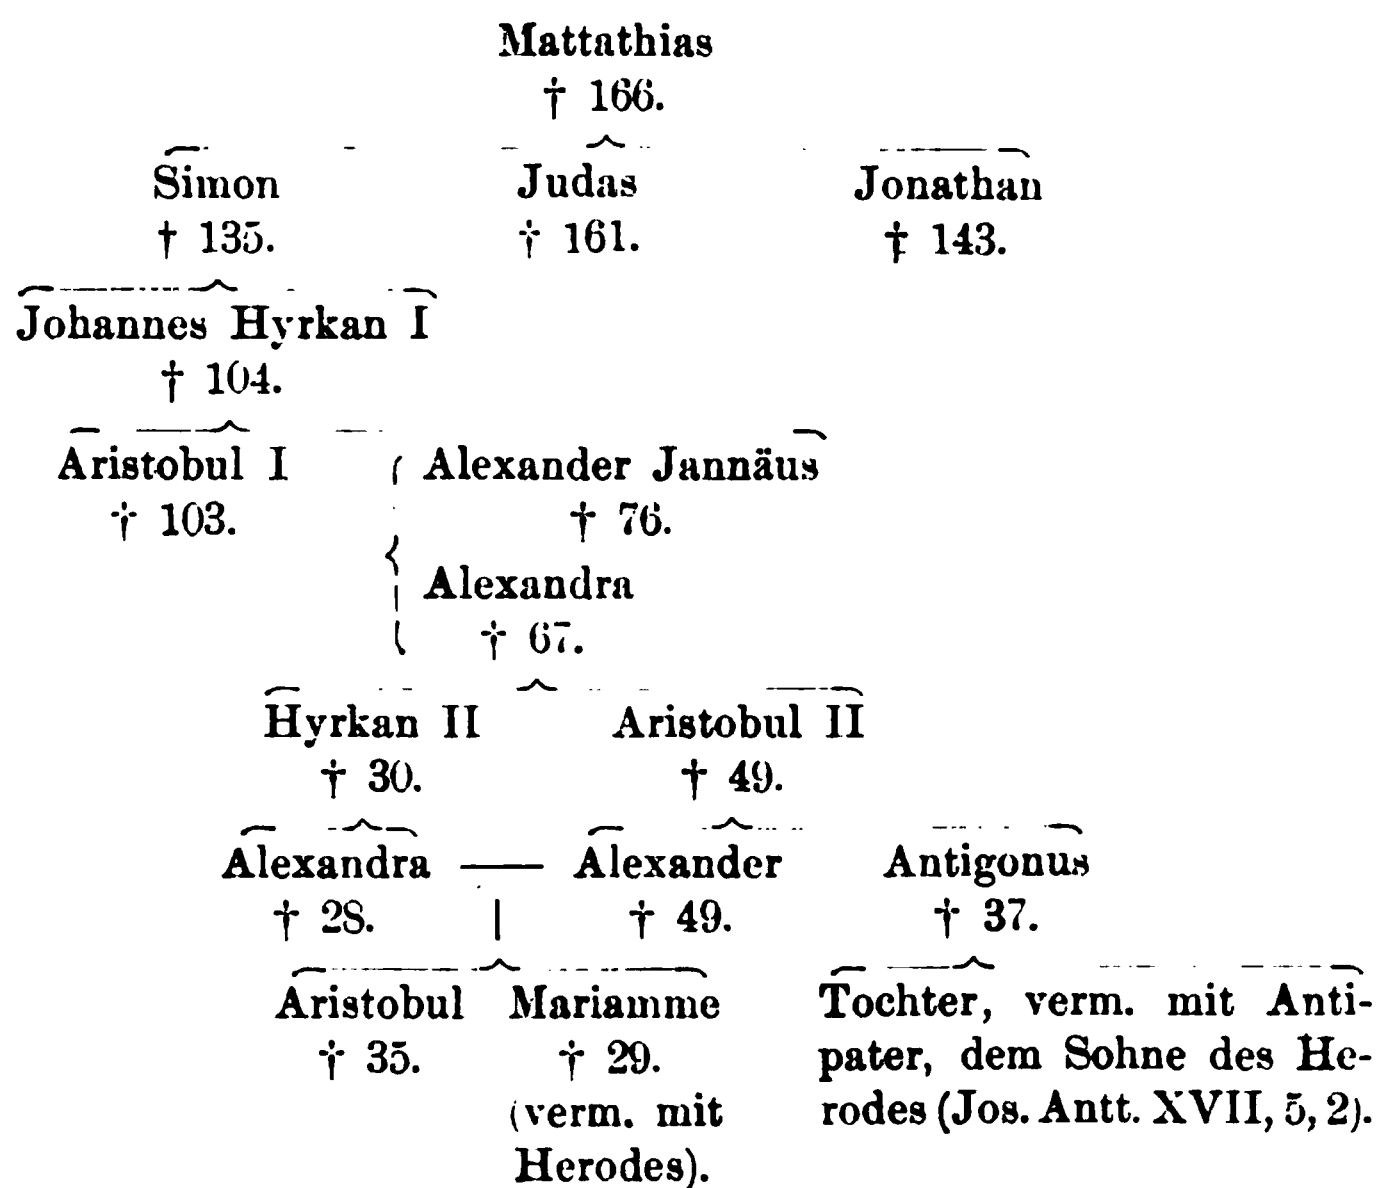 Mattathias
† 166.
Simon Judas Jonathan
† 135. † 161. ‡ 143.
Johannes Hyrkan I
† 104.
Aristobul I Alexander Jannäus
† 103. † 76.
Alexandra
† 67.
Hyrkan II Aristobul II
† 30. † 49.
Alexandra — Alexander Antigonus
† 28. † 49. † 37.
Aristobul Mariamme Tochter, verm. mit Anti-
† 35. † 29. pater, dem Sohne des He-
(verm. mit rodes (Jos. Antt. XVII, 5, 2).
Herodes).